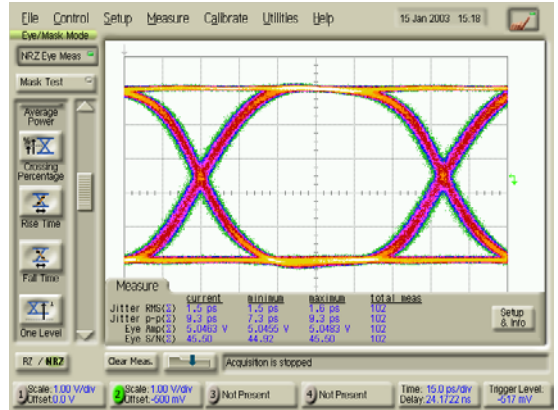 File Control Setup Measure Calibrate Utilities Help 15 Jan 2003 15:18
Eye/Mask Mode
NRZ Eye Meas
Mask Test
Average
Power
Crossing
Percentage
Rise Time
Fall Time
One Level
Measure
current minimum maximum total meas
Jitter RMS(Σ) 1.5 ps 1.5 ps 1.6 ps 102
Jitter p-p(Σ) 9.3 ps 7.3 ps 9.3 ps 102
Eye Amp(Σ) 5.0463 V 5.0455 V 5.0483 V 102
Eye S/N(Σ) 45.50 44.92 45.50 102
Setup
& Info
RZ / NRZ
Clear Meas.
Acquisition is stopped
1 Scale: 1.00 V/div
Offset: 0.0 V
2 Scale: 1.00 V/div
Offset: -500 mV
3 Not Present
4 Not Present
Time: 15.0 ps/div
Delay: 24.1722 ns
Trigger Level:
-517 mV